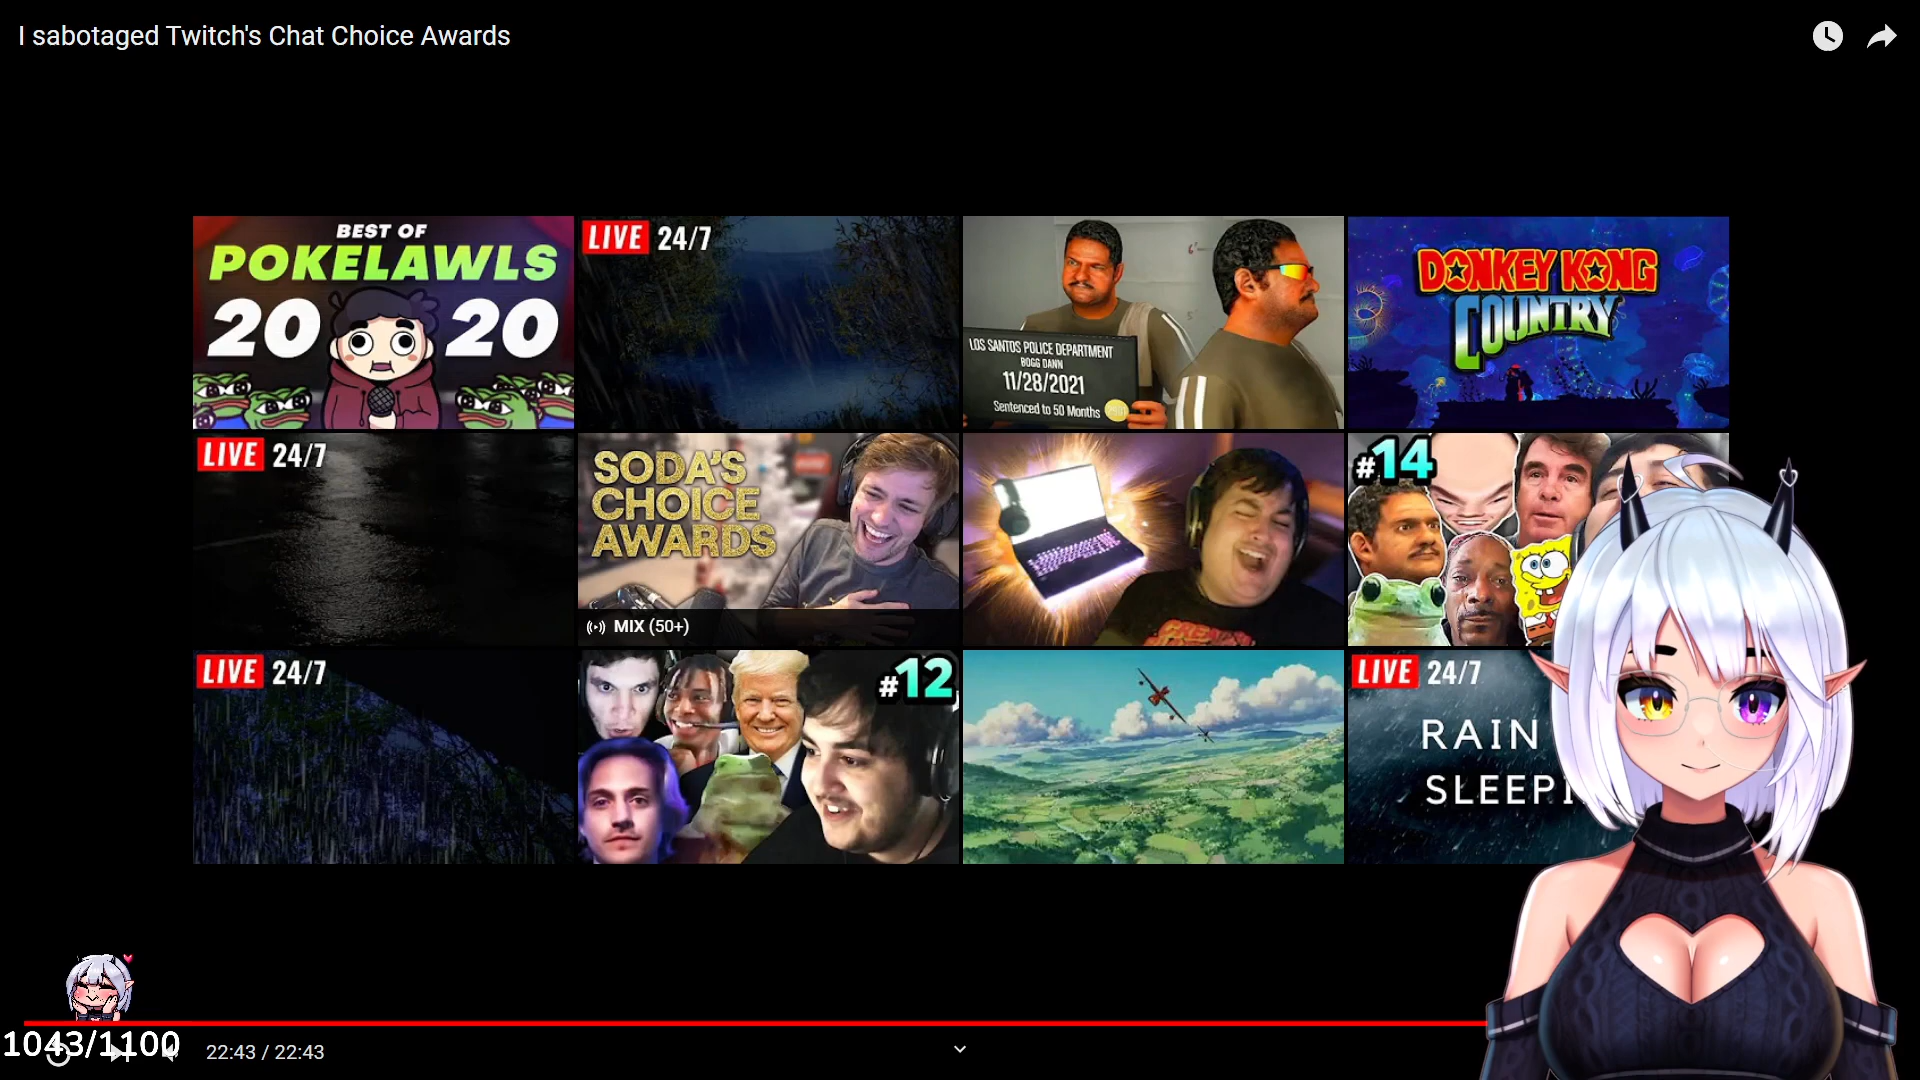 I sabotaged Twitch's Chat Choice Awards
BEST OF
POKELAWLS
20 20
LIVE 24/7
LOS SANTOS POLICE DEPARTMENT
BOGG DANN
11/28/2021
Sentenced to 50 Months
DONKEY KONG
COUNTRY
LIVE 24/7
SODA'S
CHOICE
AWARDS
MIX (50+)
#14
LIVE 24/7
#12
LIVE 24/7
RAIN
1043/1100
22:43 / 22:43